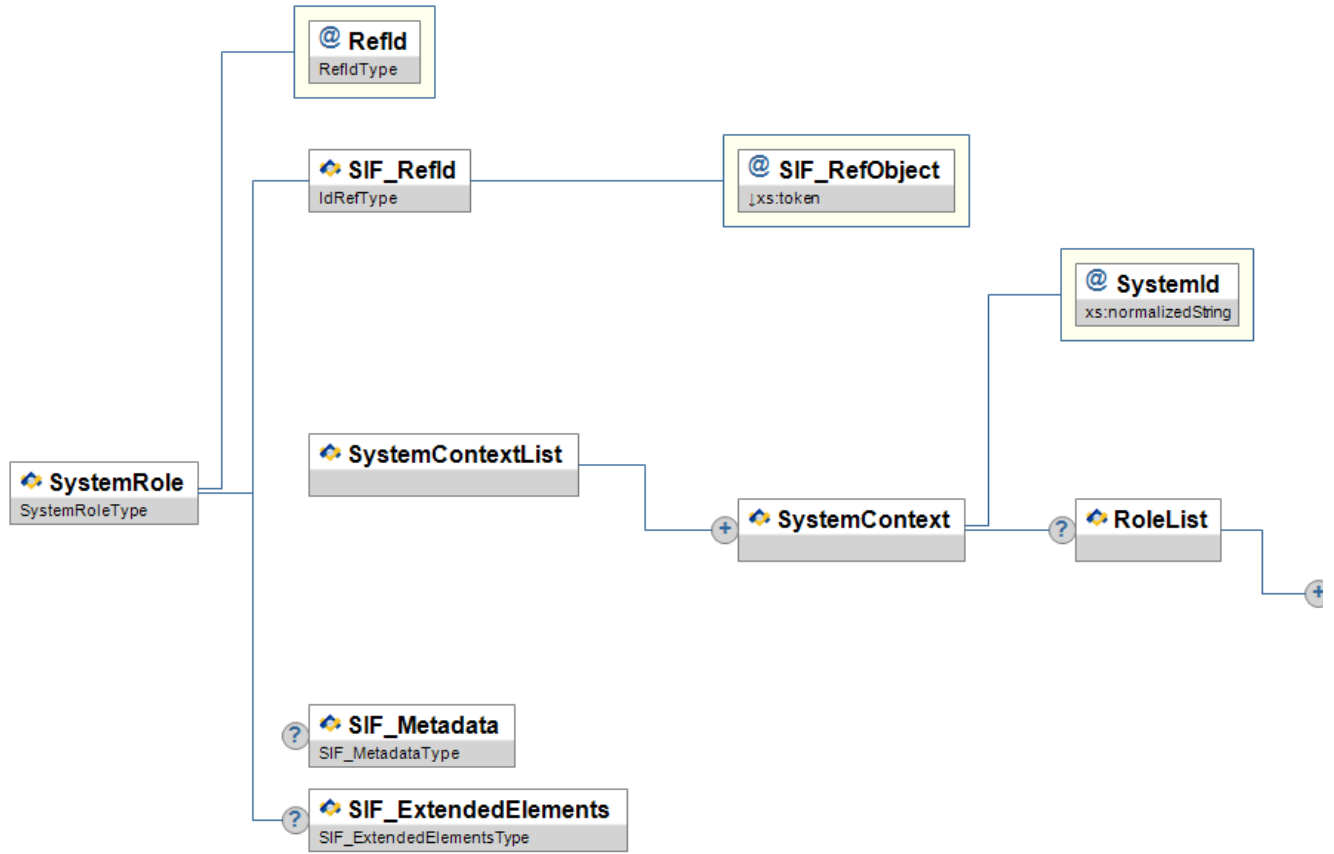 @ RefId
RefIdType
SIF_RefId
IdRefType
@ SIF_RefObject
↓xs:token
@ SystemId
xs:normalizedString
SystemContextList
SystemRole
SystemRoleType
+ SystemContext
? RoleList
+
? SIF_Metadata
SIF_MetadataType
? SIF_ExtendedElements
SIF_ExtendedElementsType